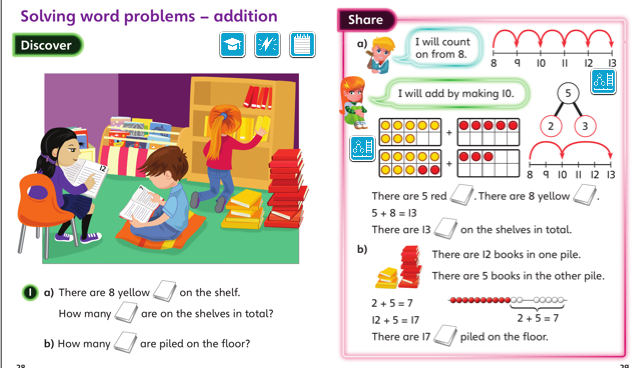 Solving word problems – addition
Discover
12
1 a) There are 8 yellow on the shelf.
How many are on the shelves in total?
b) How many are piled on the floor?
28
Share
a)
I will count
on from 8.
8 9 10 11 12 13
I will add by making 10.
5
2 3
+
+
8 9 10 11 12 13
There are 5 red . There are 8 yellow .
5 + 8 = 13
There are 13 on the shelves in total.
b)
There are 12 books in one pile.
There are 5 books in the other pile.
2 + 5 = 7
12 + 5 = 17
2 + 5 = 7
There are 17 piled on the floor.
29